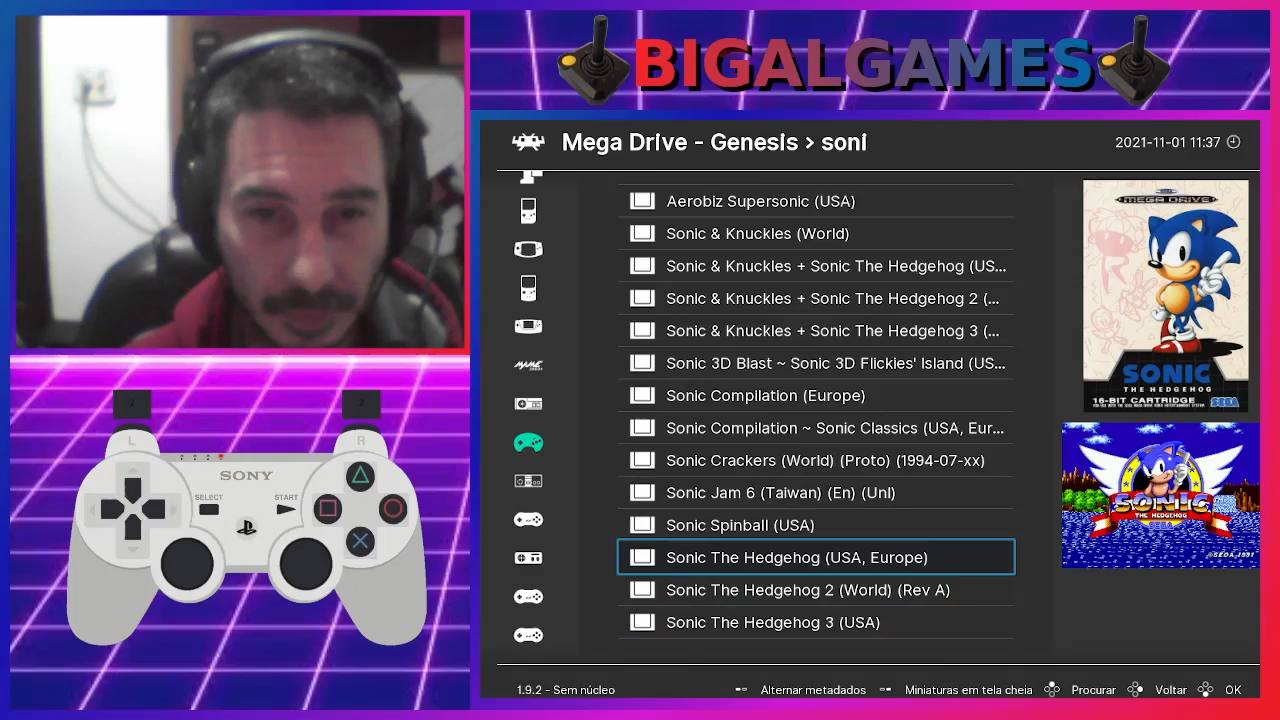 BIGALGAMES
Mega Drive - Genesis > soni
2021-11-01 11:37
Aerobiz Supersonic (USA)
Sonic & Knuckles (World)
Sonic & Knuckles + Sonic The Hedgehog (US...
Sonic & Knuckles + Sonic The Hedgehog 2 (...
Sonic & Knuckles + Sonic The Hedgehog 3 (...
Sonic 3D Blast ~ Sonic 3D Flickies' Island (US...
Sonic Compilation (Europe)
Sonic Compilation ~ Sonic Classics (USA, Eur...
Sonic Crackers (World) (Proto) (1994-07-xx)
Sonic Jam 6 (Taiwan) (En) (Unl)
Sonic Spinball (USA)
Sonic The Hedgehog (USA, Europe)
Sonic The Hedgehog 2 (World) (Rev A)
Sonic The Hedgehog 3 (USA)
MEGA DRIVE
SONIC
THE HEDGEHOG
16-BIT CARTRIDGE
SEGA
SONIC
THE HEDGEHOG
SEGA
©SEGA 1991
L
R
SONY
SELECT
START
1.9.2 - Sem núcleo
Alternar metadados
Miniaturas em tela cheia
Procurar
Voltar
OK